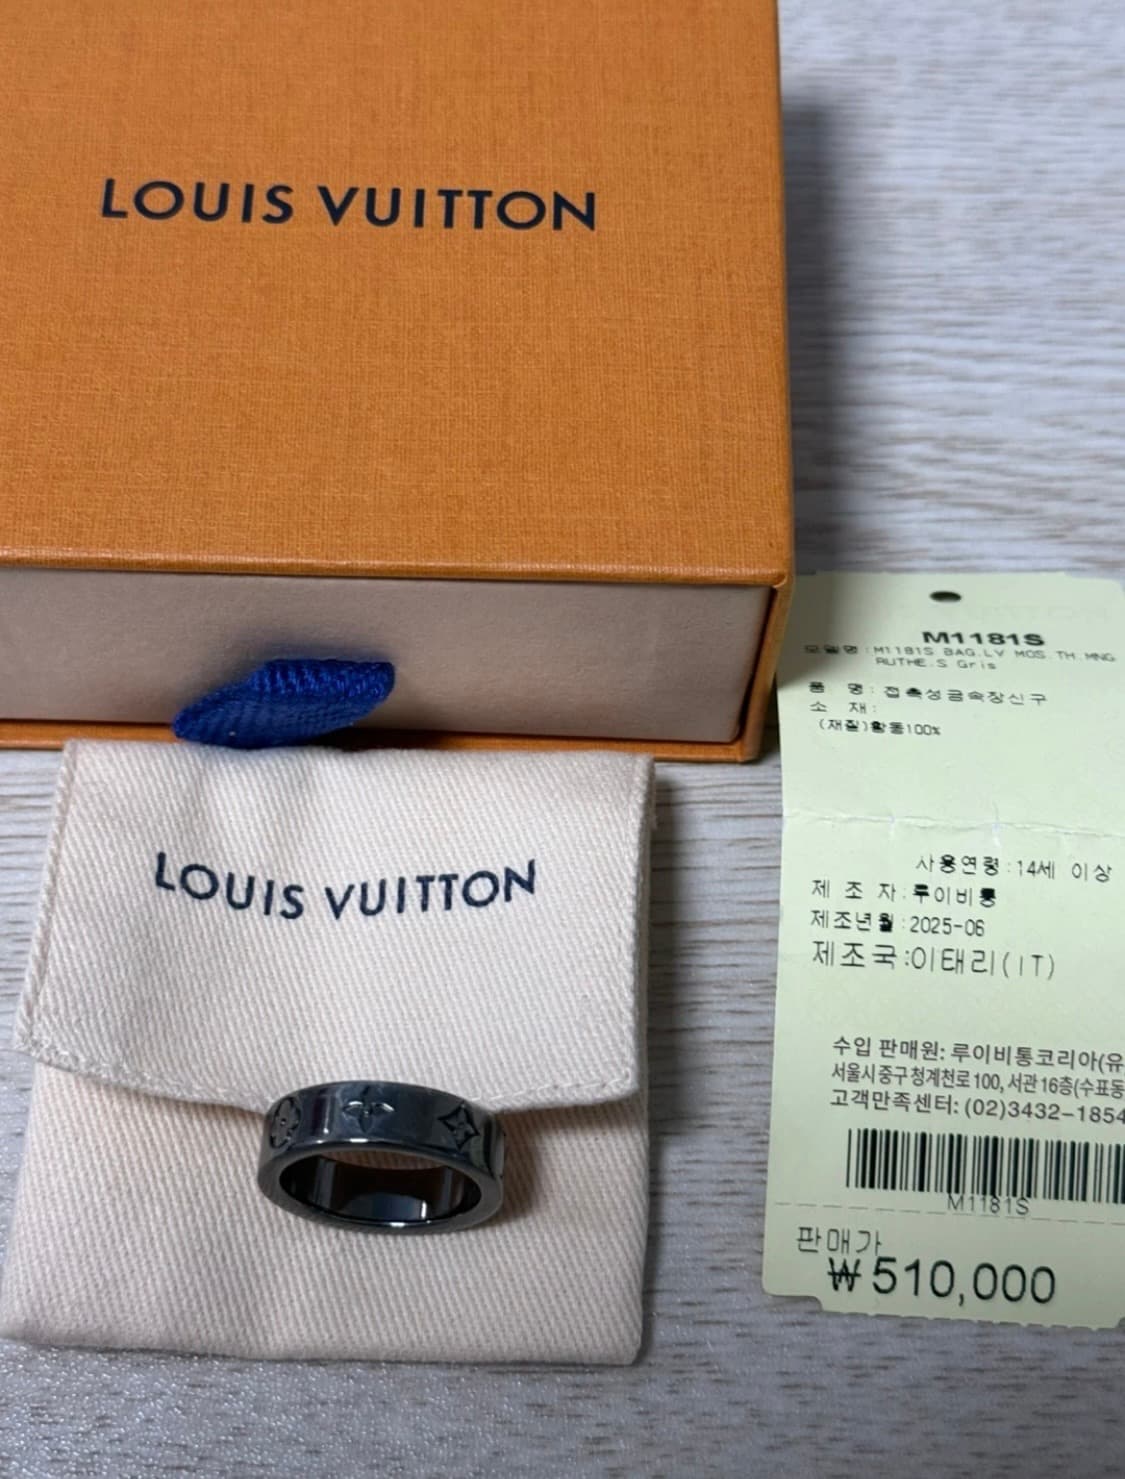 LOUIS VUITTON
LOUIS VUITTON
M1181S
모델명 : M1181S BAG.LV MOS.TH.MNG
RUTHE.S Gris
품 명 : 접촉성금속장신구
소 재 :
(재질)황동100%
사용연령 : 14세 이상
제 조 자 : 루이비통
제조년월 : 2025-06
제조국:이태리(IT)
수입 판매원: 루이비통코리아(유
서울시중구청계천로100, 서관16층(수표동
고객만족센터: (02)3432-1854
M1181S
판매가
₩510,000